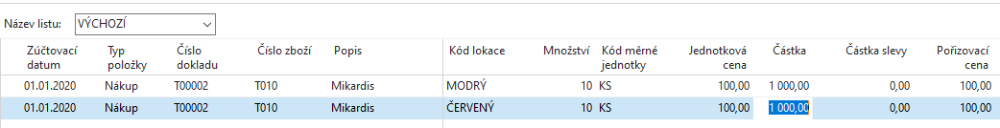 Název listu: VÝCHOZÍ
Zúčtovací datum Typ položky Číslo dokladu Číslo zboží Popis Kód lokace Množství Kód měrné jednotky Jednotková cena Částka Částka slevy Pořizovací cena
01.01.2020 Nákup T00002 T010 Mikardis MODRÝ 10 KS 100,00 1 000,00 0,00 100,00
01.01.2020 Nákup T00002 T010 Mikardis ČERVENÝ 10 KS 100,00 1 000,00 0,00 100,00